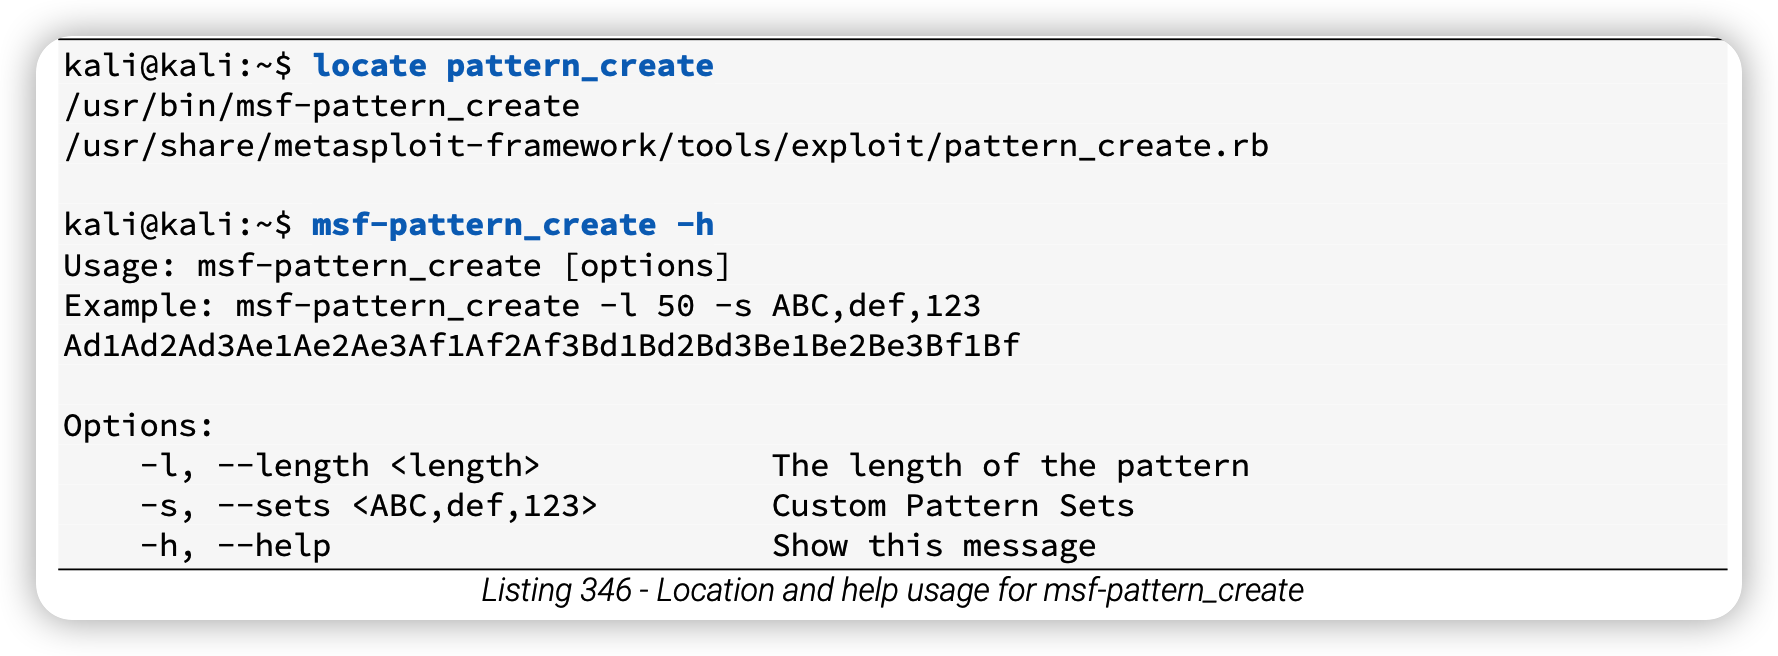 kali@kali:~$ locate pattern_create
/usr/bin/msf-pattern_create
/usr/share/metasploit-framework/tools/exploit/pattern_create.rb
kali@kali:~$ msf-pattern_create -h
Usage: msf-pattern_create [options]
Example: msf-pattern_create -l 50 -s ABC,def,123
Ad1Ad2Ad3Ae1Ae2Ae3Af1Af2Af3Bd1Bd2Bd3Be1Be2Be3Bf1Bf
Options:
    -l, --length <length>            The length of the pattern
    -s, --sets <ABC,def,123>         Custom Pattern Sets
    -h, --help                       Show this message
Listing 346 - Location and help usage for msf-pattern_create